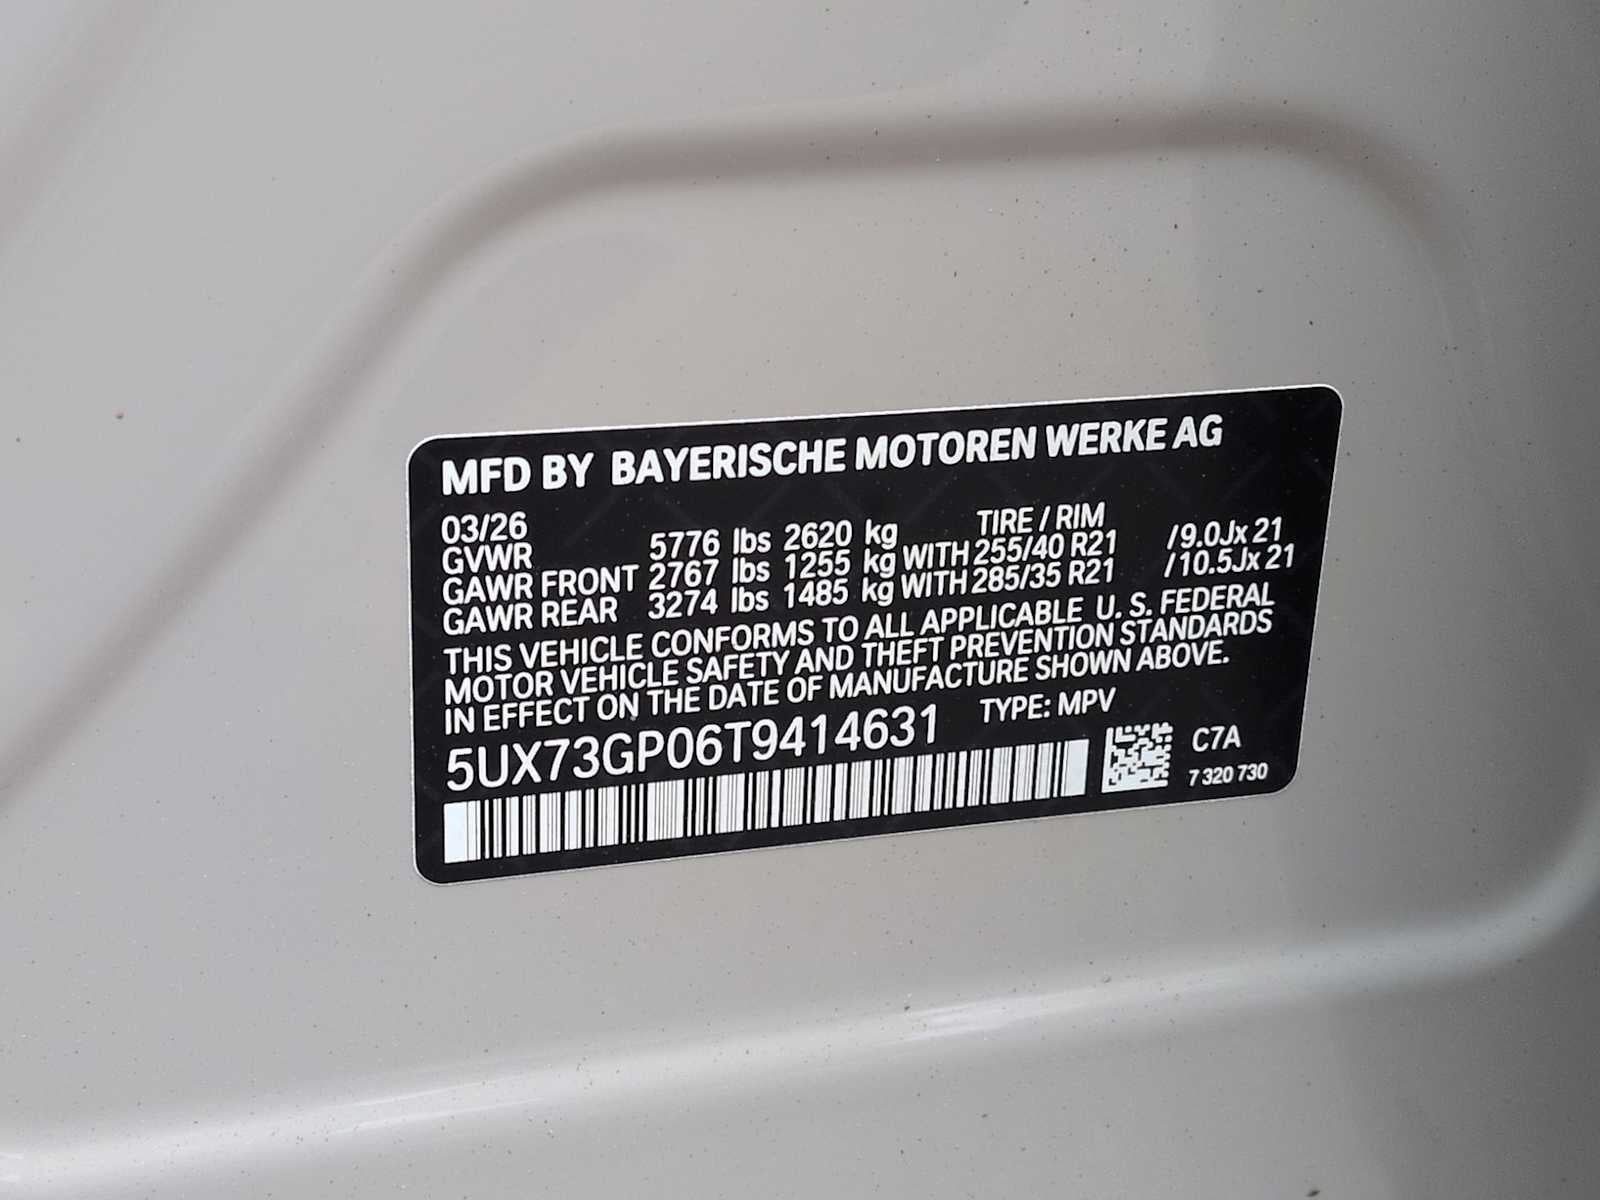 MFD BY BAYERISCHE MOTOREN WERKE AG
03/26 TIRE / RIM
GVWR 5776 lbs 2620 kg
GAWR FRONT 2767 lbs 1255 kg WITH 255/40 R21 /9.0Jx 21
GAWR REAR 3274 lbs 1485 kg WITH 285/35 R21 /10.5Jx 21
THIS VEHICLE CONFORMS TO ALL APPLICABLE U. S. FEDERAL
MOTOR VEHICLE SAFETY AND THEFT PREVENTION STANDARDS
IN EFFECT ON THE DATE OF MANUFACTURE SHOWN ABOVE.
5UX73GP06T9414631 TYPE: MPV
C7A
7 320 730